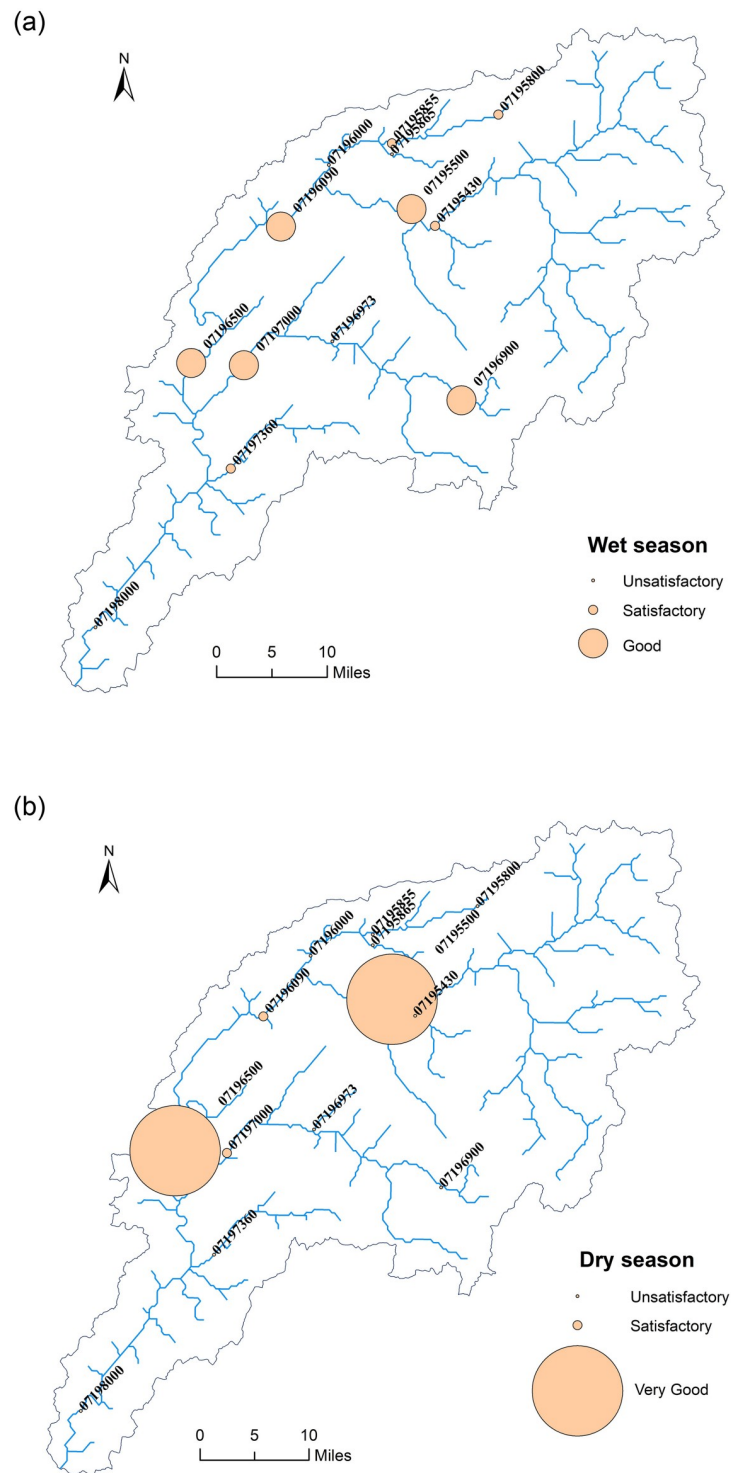 (a)
N
07195800
07195855
07195865
07196000
07195500
07196090
07195430
07196500
07197000
07196973
07196900
07197360
07198000
Wet season
Unsatisfactory
Satisfactory
Good
0 5 10
Miles
(b)
N
07195800
07195855
07195865
07196000
07195500
07196090
07195430
07196500
07197000
07196973
07196900
07197360
07198000
Dry season
Unsatisfactory
Satisfactory
Very Good
0 5 10
Miles